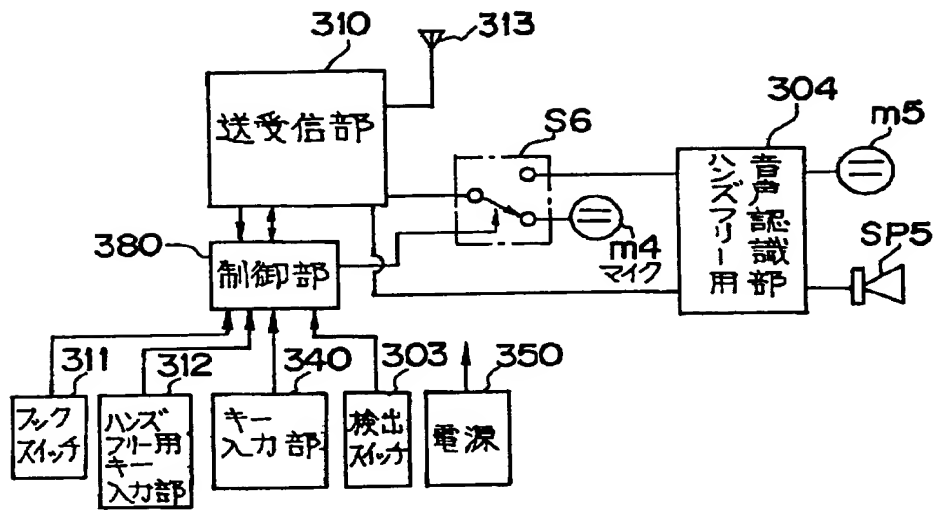 310
313
送受信部
S6
304
m5
ハンズフリー用
音声認識部
m4
マイク
SP5
380
制御部
311
312
340
303
350
フック
スイッチ
ハンズ
フリー用
キー
入力部
キー
入力部
検出
スイッチ
電源